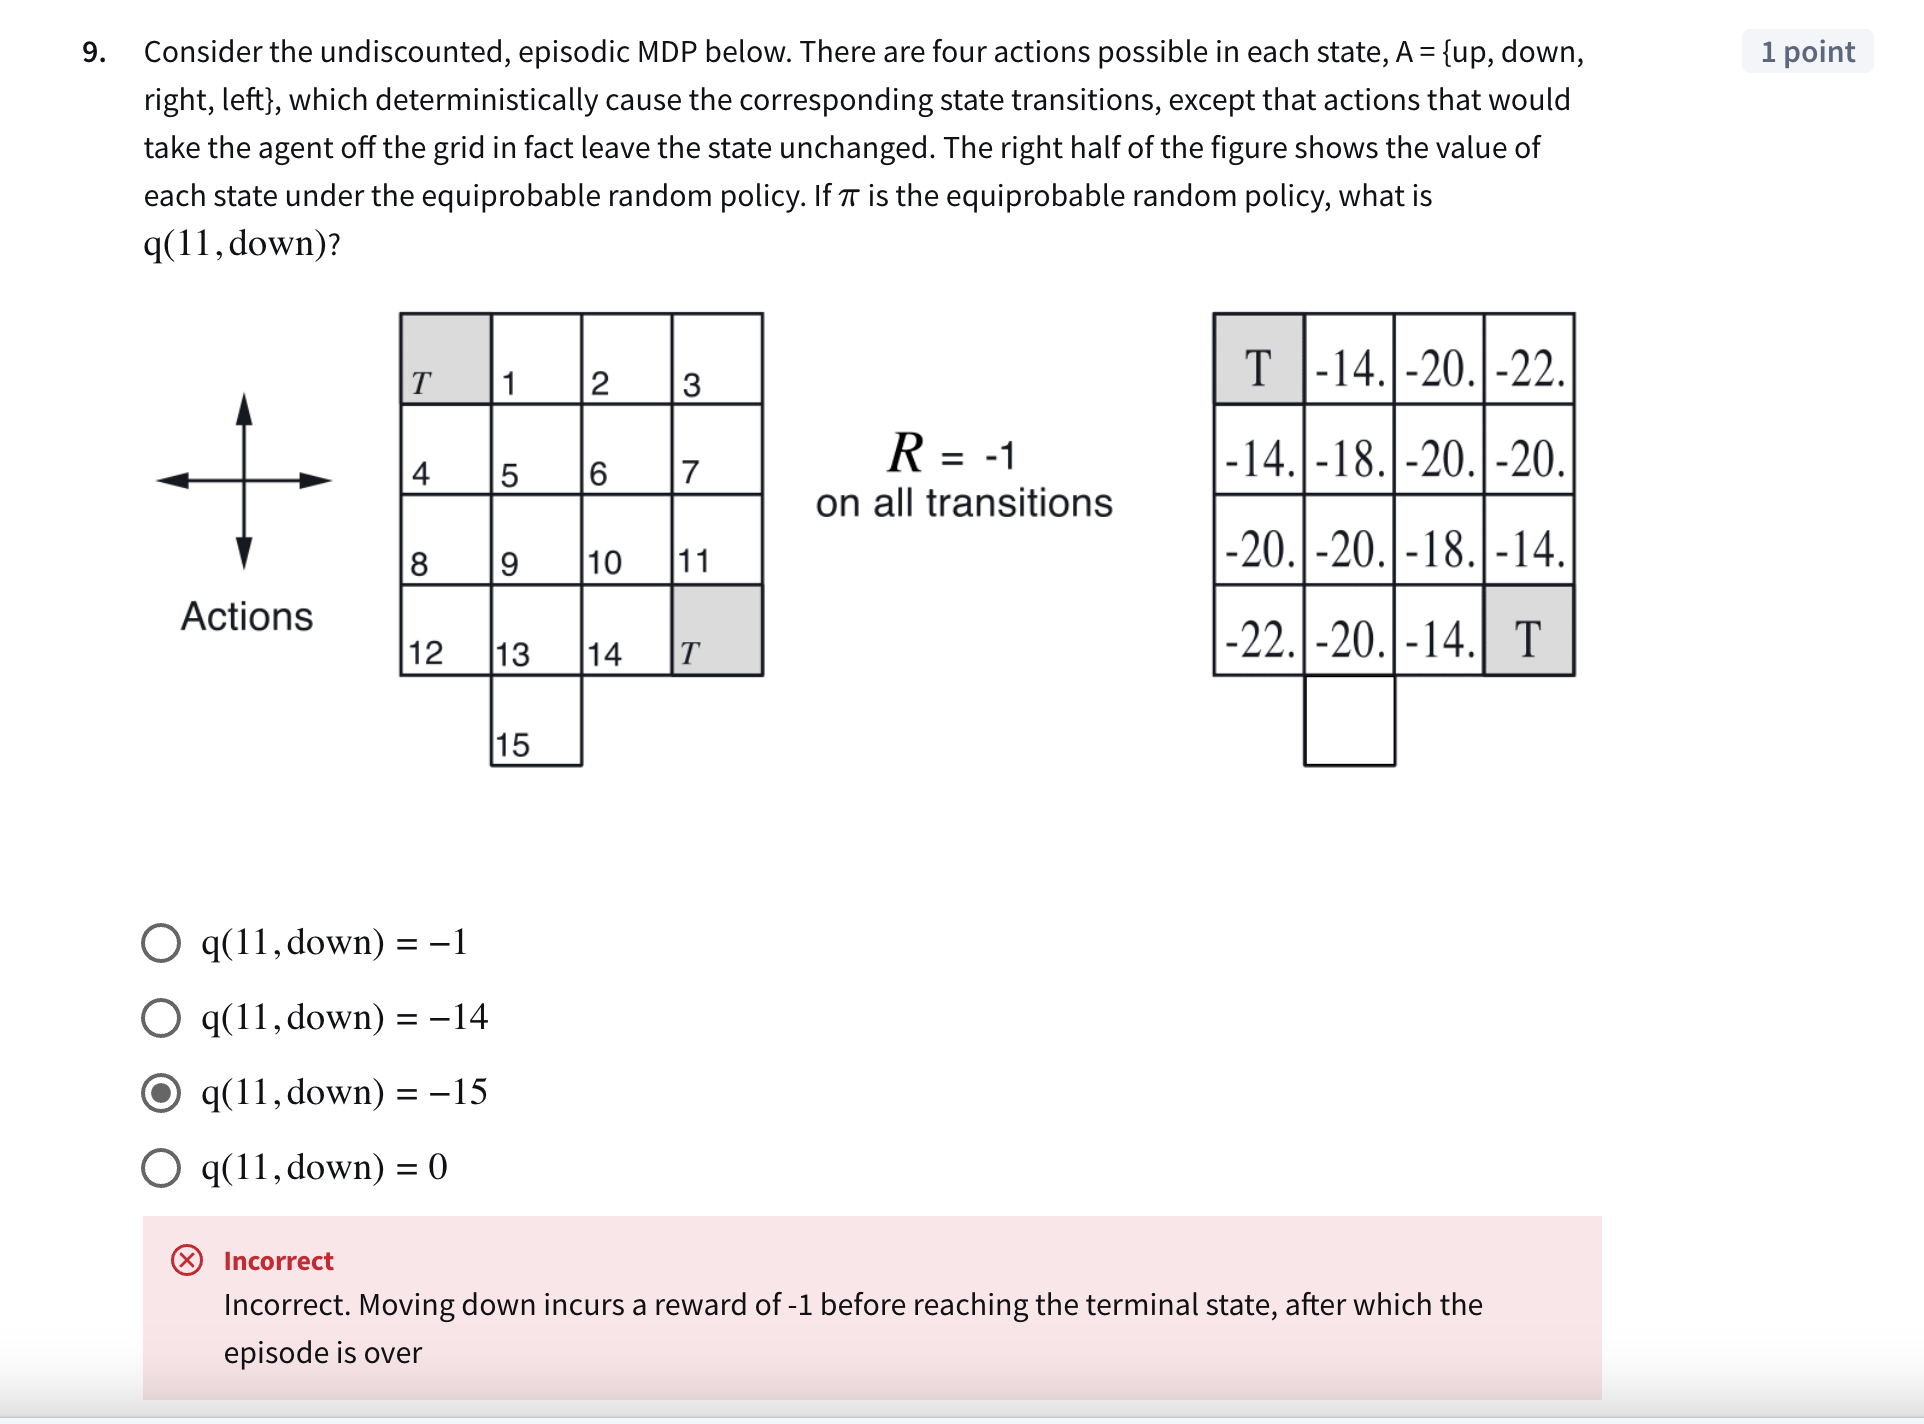 9. Consider the undiscounted, episodic MDP below. There are four actions possible in each state, A = {up, down,
1 point
right, left}, which deterministically cause the corresponding state transitions, except that actions that would
take the agent off the grid in fact leave the state unchanged. The right half of the figure shows the value of
each state under the equiprobable random policy. If π is the equiprobable random policy, what is
q(11, down)?
T 1 2 3
4 5 6 7
8 9 10 11
12 13 14 T
15
Actions
R = -1
on all transitions
T -14. -20. -22.
-14. -18. -20. -20.
-20. -20. -18. -14.
-22. -20. -14. T
q(11, down) = −1
q(11, down) = −14
q(11, down) = −15
q(11, down) = 0
Incorrect
Incorrect. Moving down incurs a reward of -1 before reaching the terminal state, after which the
episode is over